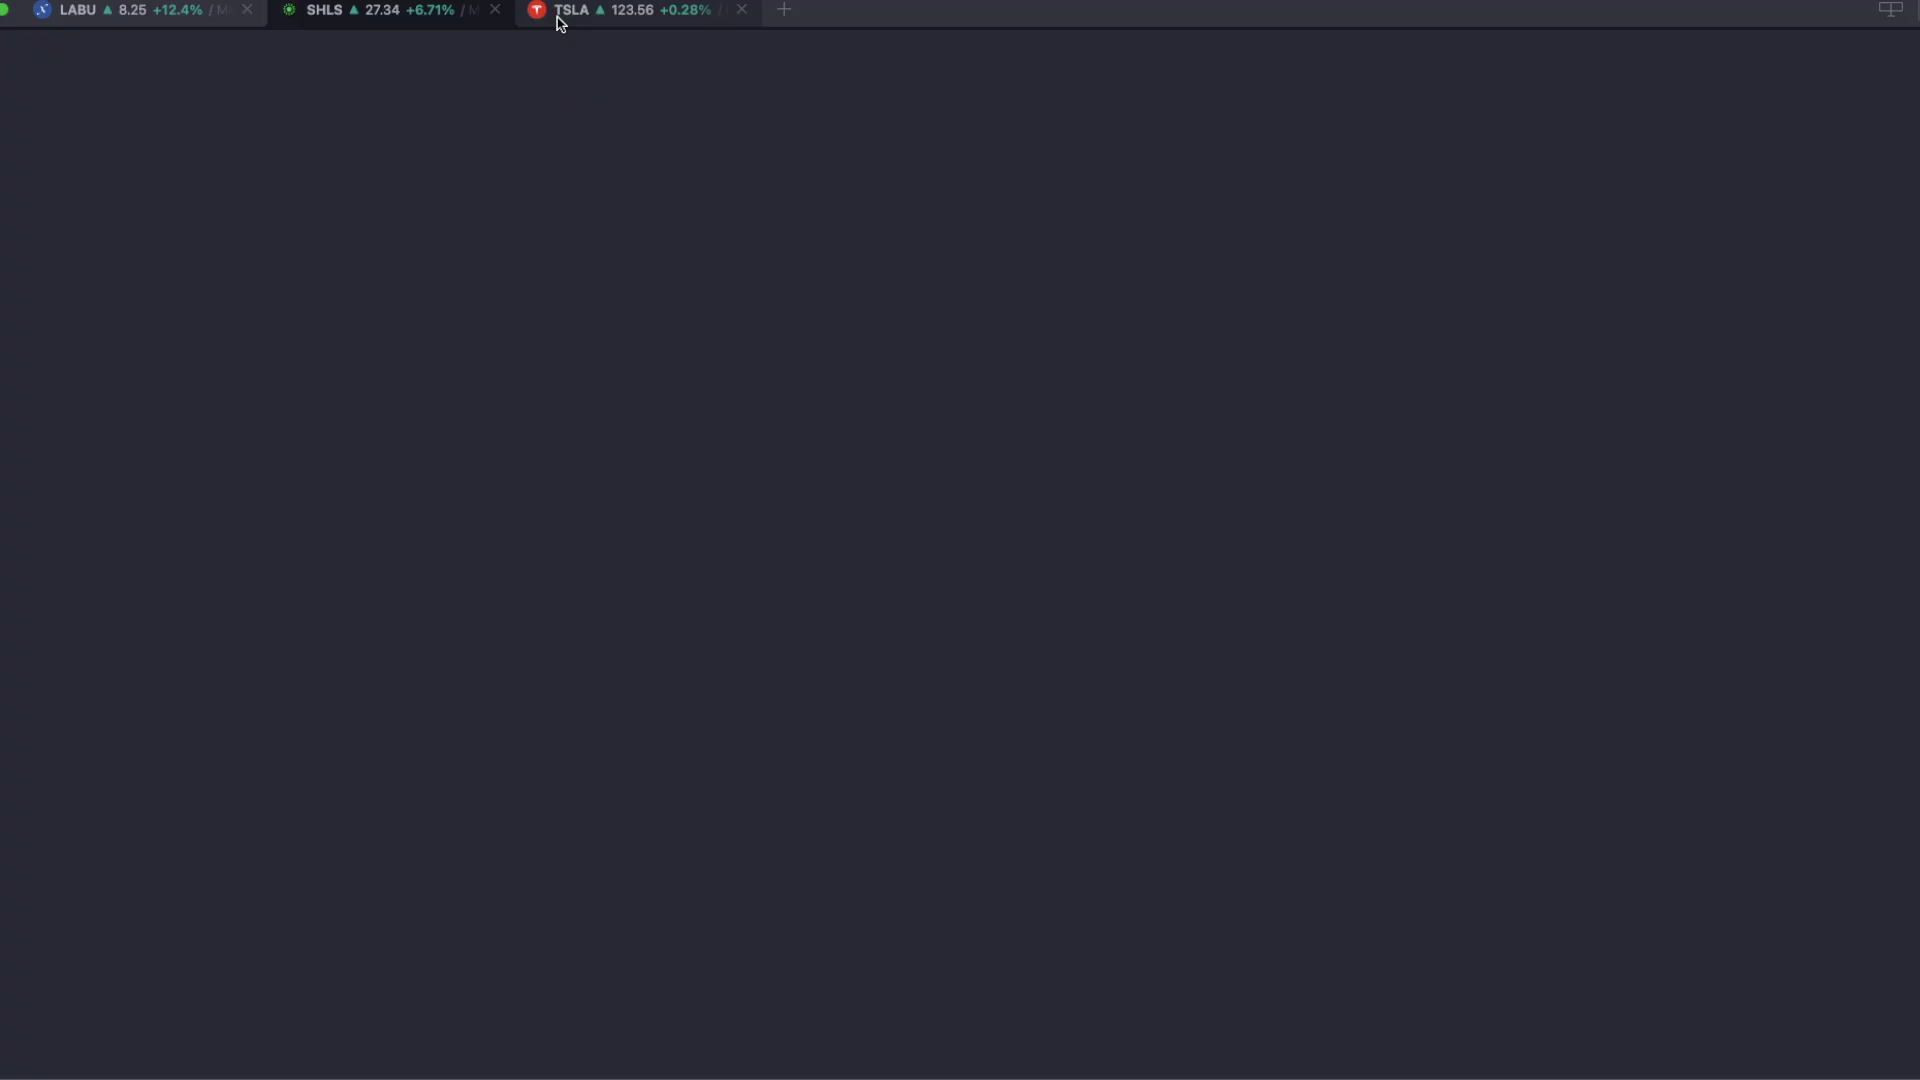 LABU ▲ 8.25 +12.4% / M
SHLS ▲ 27.34 +6.71% / M
TSLA ▲ 123.56 +0.28% /